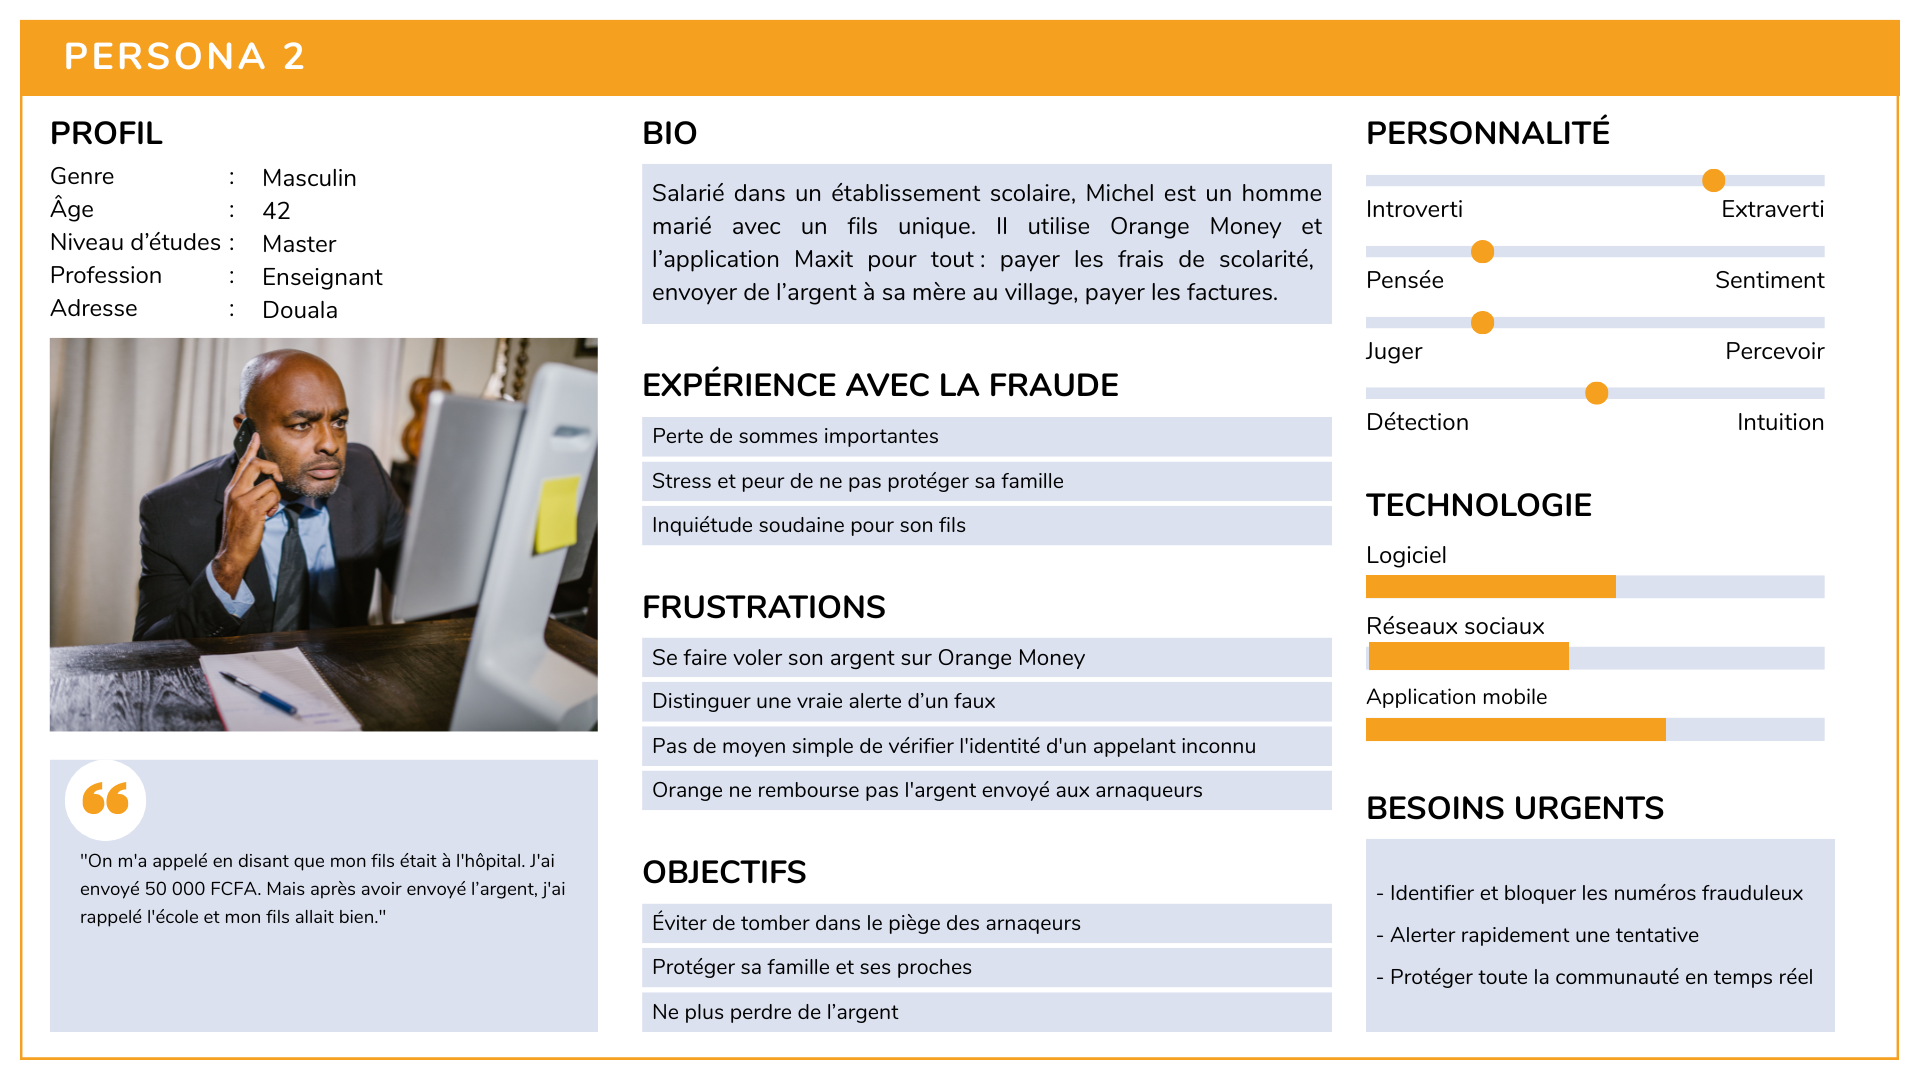 PERSONA 2
PROFIL
Genre : Masculin
Âge : 42
Niveau d’études : Master
Profession : Enseignant
Adresse : Douala
"On m'a appelé en disant que mon fils était à l'hôpital. J'ai
envoyé 50 000 FCFA. Mais après avoir envoyé l’argent, j'ai
rappelé l'école et mon fils allait bien."
BIO
Salarié dans un établissement scolaire, Michel est un homme
marié avec un fils unique. Il utilise Orange Money et
l’application Maxit pour tout : payer les frais de scolarité,
envoyer de l’argent à sa mère au village, payer les factures.
EXPÉRIENCE AVEC LA FRAUDE
Perte de sommes importantes
Stress et peur de ne pas protéger sa famille
Inquiétude soudaine pour son fils
FRUSTRATIONS
Se faire voler son argent sur Orange Money
Distinguer une vraie alerte d’un faux
Pas de moyen simple de vérifier l'identité d'un appelant inconnu
Orange ne rembourse pas l'argent envoyé aux arnaqueurs
OBJECTIFS
Éviter de tomber dans le piège des arnaqeurs
Protéger sa famille et ses proches
Ne plus perdre de l’argent
PERSONNALITÉ
Introverti Extraverti
Pensée Sentiment
Juger Percevoir
Détection Intuition
TECHNOLOGIE
Logiciel
Réseaux sociaux
Application mobile
BESOINS URGENTS
- Identifier et bloquer les numéros frauduleux
- Alerter rapidement une tentative
- Protéger toute la communauté en temps réel